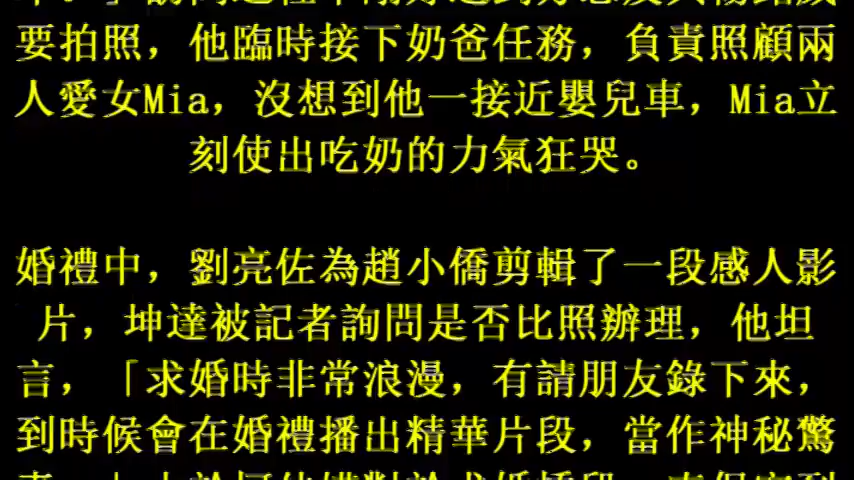 要拍照，他臨時接下奶爸任務，負責照顧兩
人愛女Mia，沒想到他一接近嬰兒車，Mia立
刻使出吃奶的力氣狂哭。
婚禮中，劉亮佐為趙小僑剪輯了一段感人影
片，坤達被記者詢問是否比照辦理，他坦
言，「求婚時非常浪漫，有請朋友錄下來，
到時候會在婚禮播出精華片段，當作神秘驚